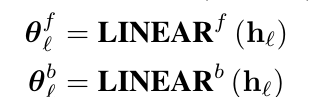 θ_ℓ^f = LINEAR^f (h_ℓ)
θ_ℓ^b = LINEAR^b (h_ℓ)